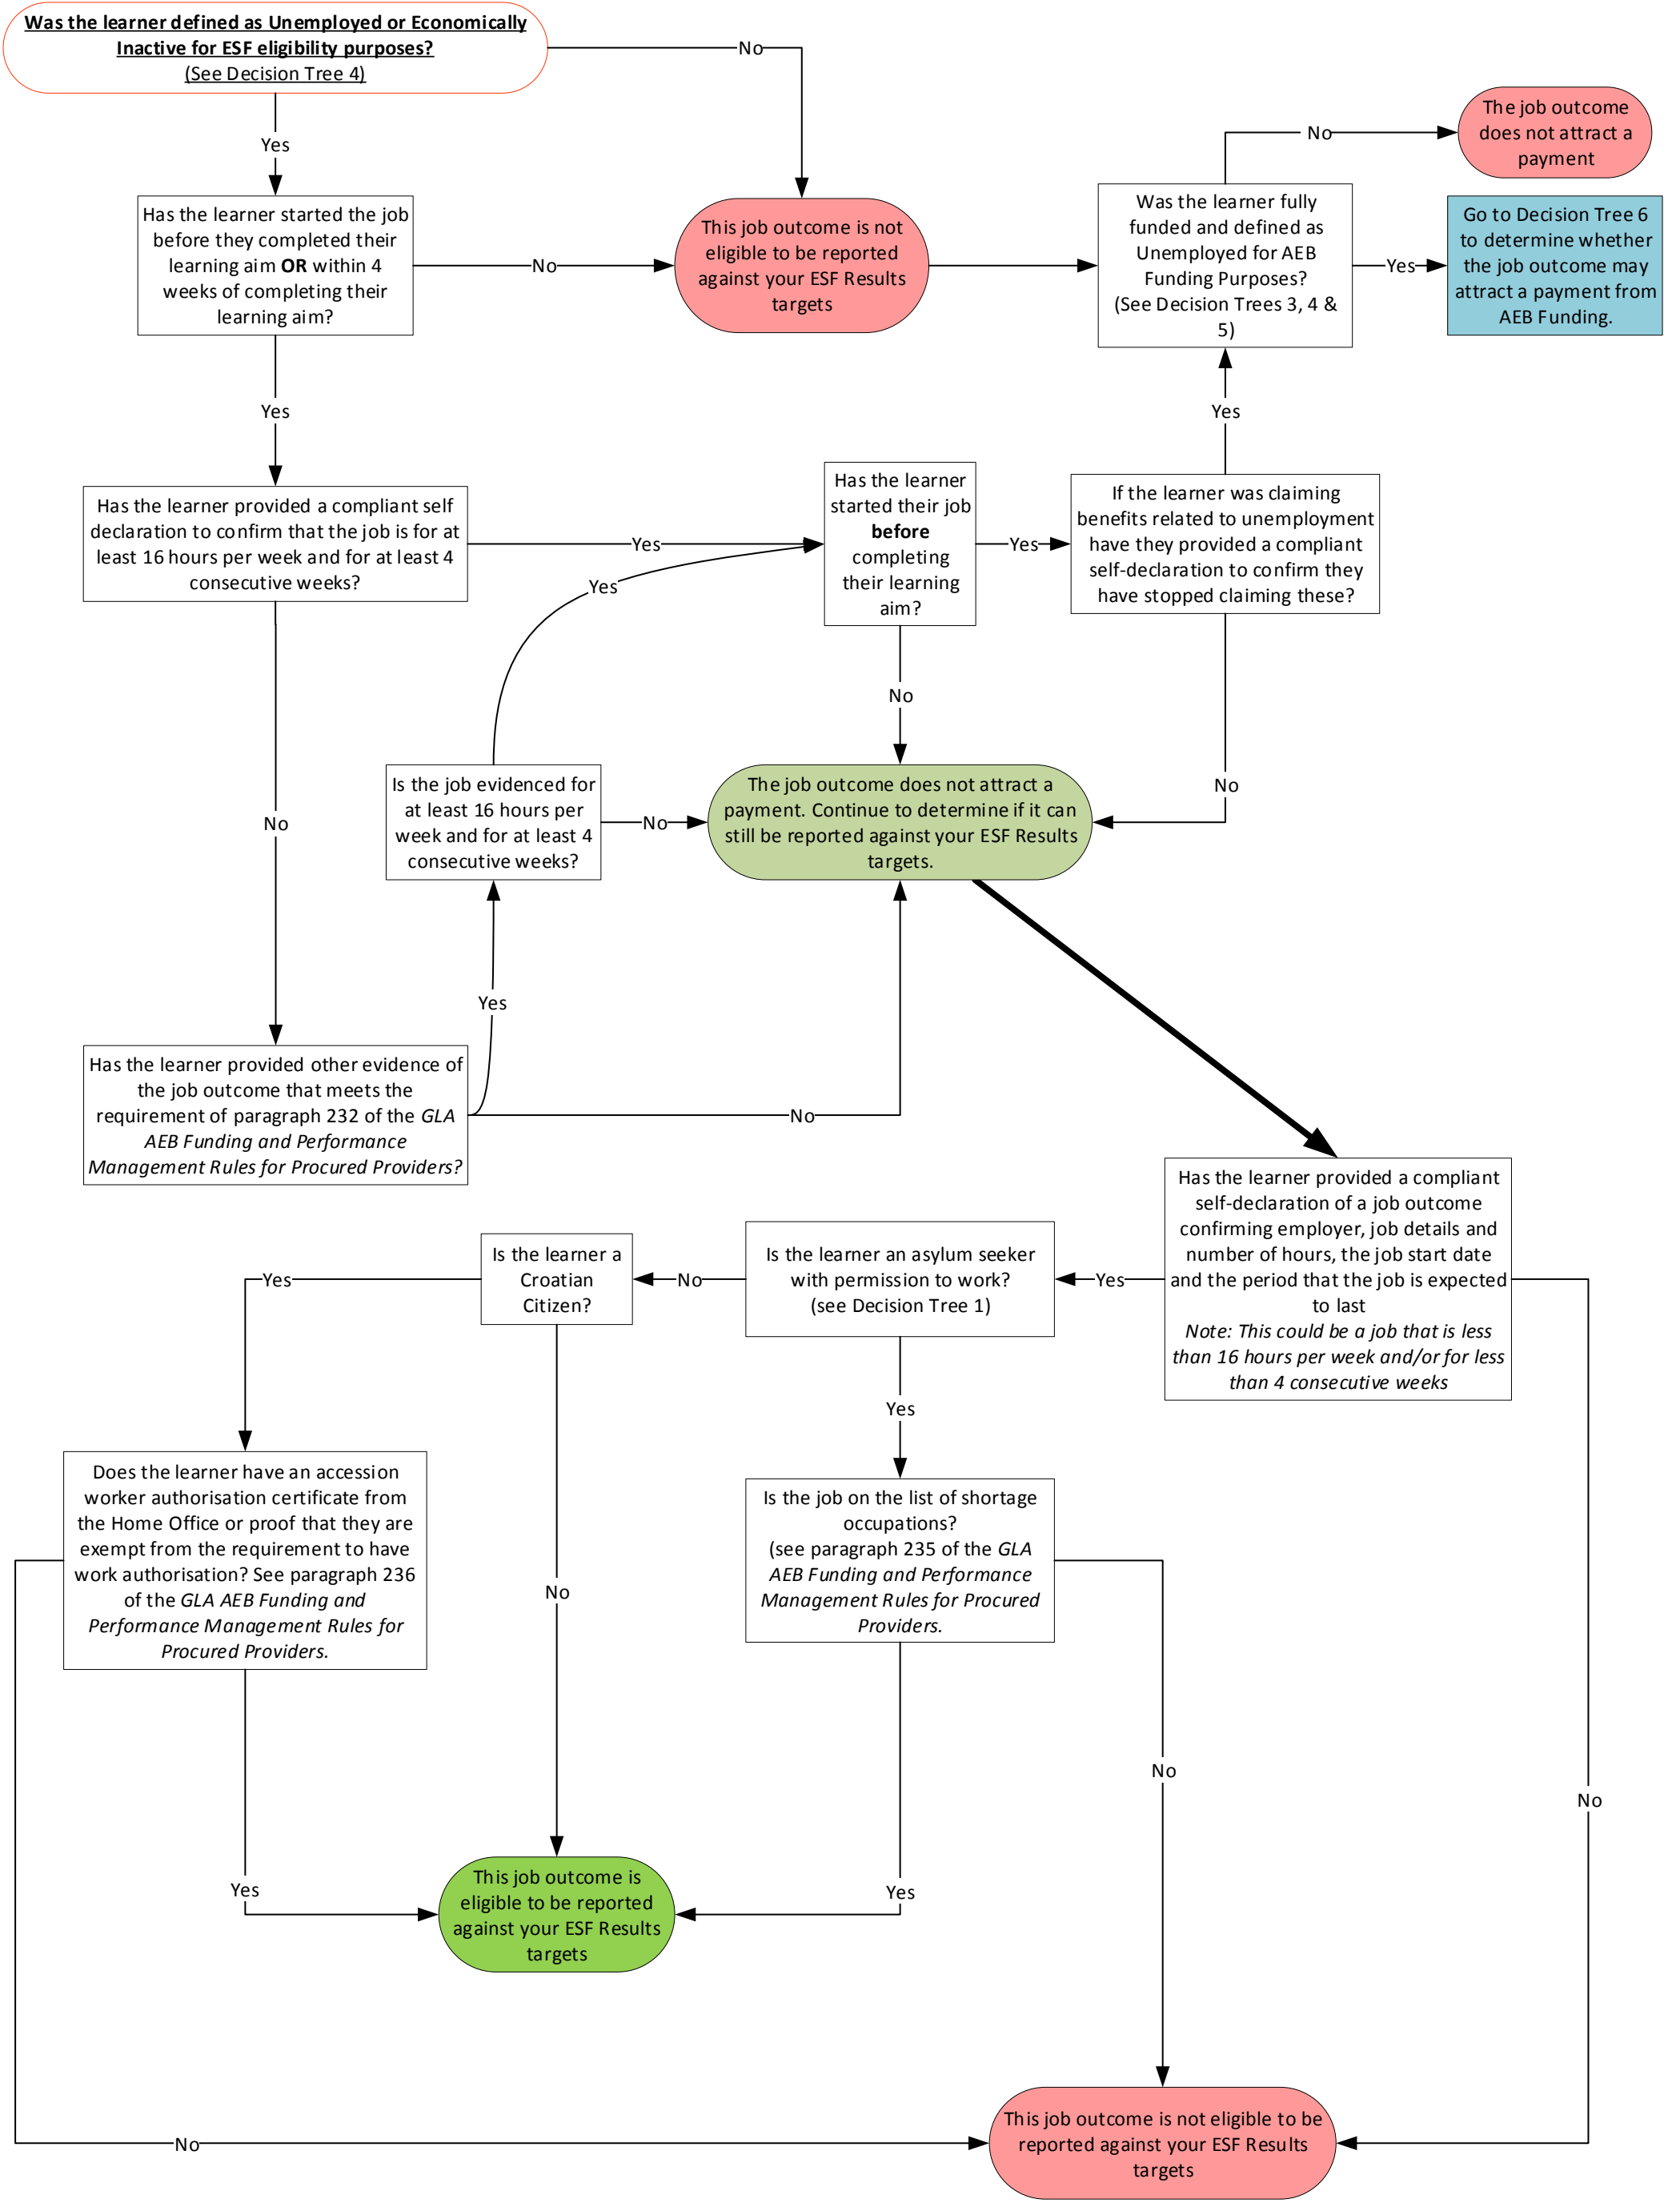 Was the learner defined as Unemployed or Economically
Inactive for ESF eligibility purposes?
(See Decision Tree 4)
No
Yes
The job outcome
does not attract a
payment
No
Has the learner started the job
before they completed their
learning aim OR within 4
weeks of completing their
learning aim?
No
This job outcome is not
eligible to be reported
against your ESF Results
targets
Was the learner fully
funded and defined as
Unemployed for AEB
Funding Purposes?
(See Decision Trees 3, 4 &
5)
Yes
Go to Decision Tree 6
to determine whether
the job outcome may
attract a payment from
AEB Funding.
Yes
Yes
Has the learner provided a compliant self
declaration to confirm that the job is for at
least 16 hours per week and for at least 4
consecutive weeks?
Yes
Yes
Has the learner
started their job
before
completing
their learning
aim?
Yes
If the learner was claiming
benefits related to unemployment
have they provided a compliant
self-declaration to confirm they
have stopped claiming these?
No
No
No
Is the job evidenced for
at least 16 hours per
week and for at least 4
consecutive weeks?
No
The job outcome does not attract a
payment. Continue to determine if it can
still be reported against your ESF Results
targets.
Yes
Has the learner provided other evidence of
the job outcome that meets the
requirement of paragraph 232 of the GLA
AEB Funding and Performance
Management Rules for Procured Providers?
No
Has the learner provided a compliant
self-declaration of a job outcome
confirming employer, job details and
number of hours, the job start date
and the period that the job is expected
to last
Note: This could be a job that is less
than 16 hours per week and/or for less
than 4 consecutive weeks
Yes
Is the learner an asylum seeker
with permission to work?
(see Decision Tree 1)
No
Is the learner a
Croatian
Citizen?
Yes
Yes
Does the learner have an accession
worker authorisation certificate from
the Home Office or proof that they are
exempt from the requirement to have
work authorisation? See paragraph 236
of the GLA AEB Funding and
Performance Management Rules for
Procured Providers.
No
Is the job on the list of shortage
occupations?
(see paragraph 235 of the GLA
AEB Funding and Performance
Management Rules for Procured
Providers.
No
No
Yes
This job outcome is
eligible to be reported
against your ESF Results
targets
Yes
No
This job outcome is not eligible to be
reported against your ESF Results
targets